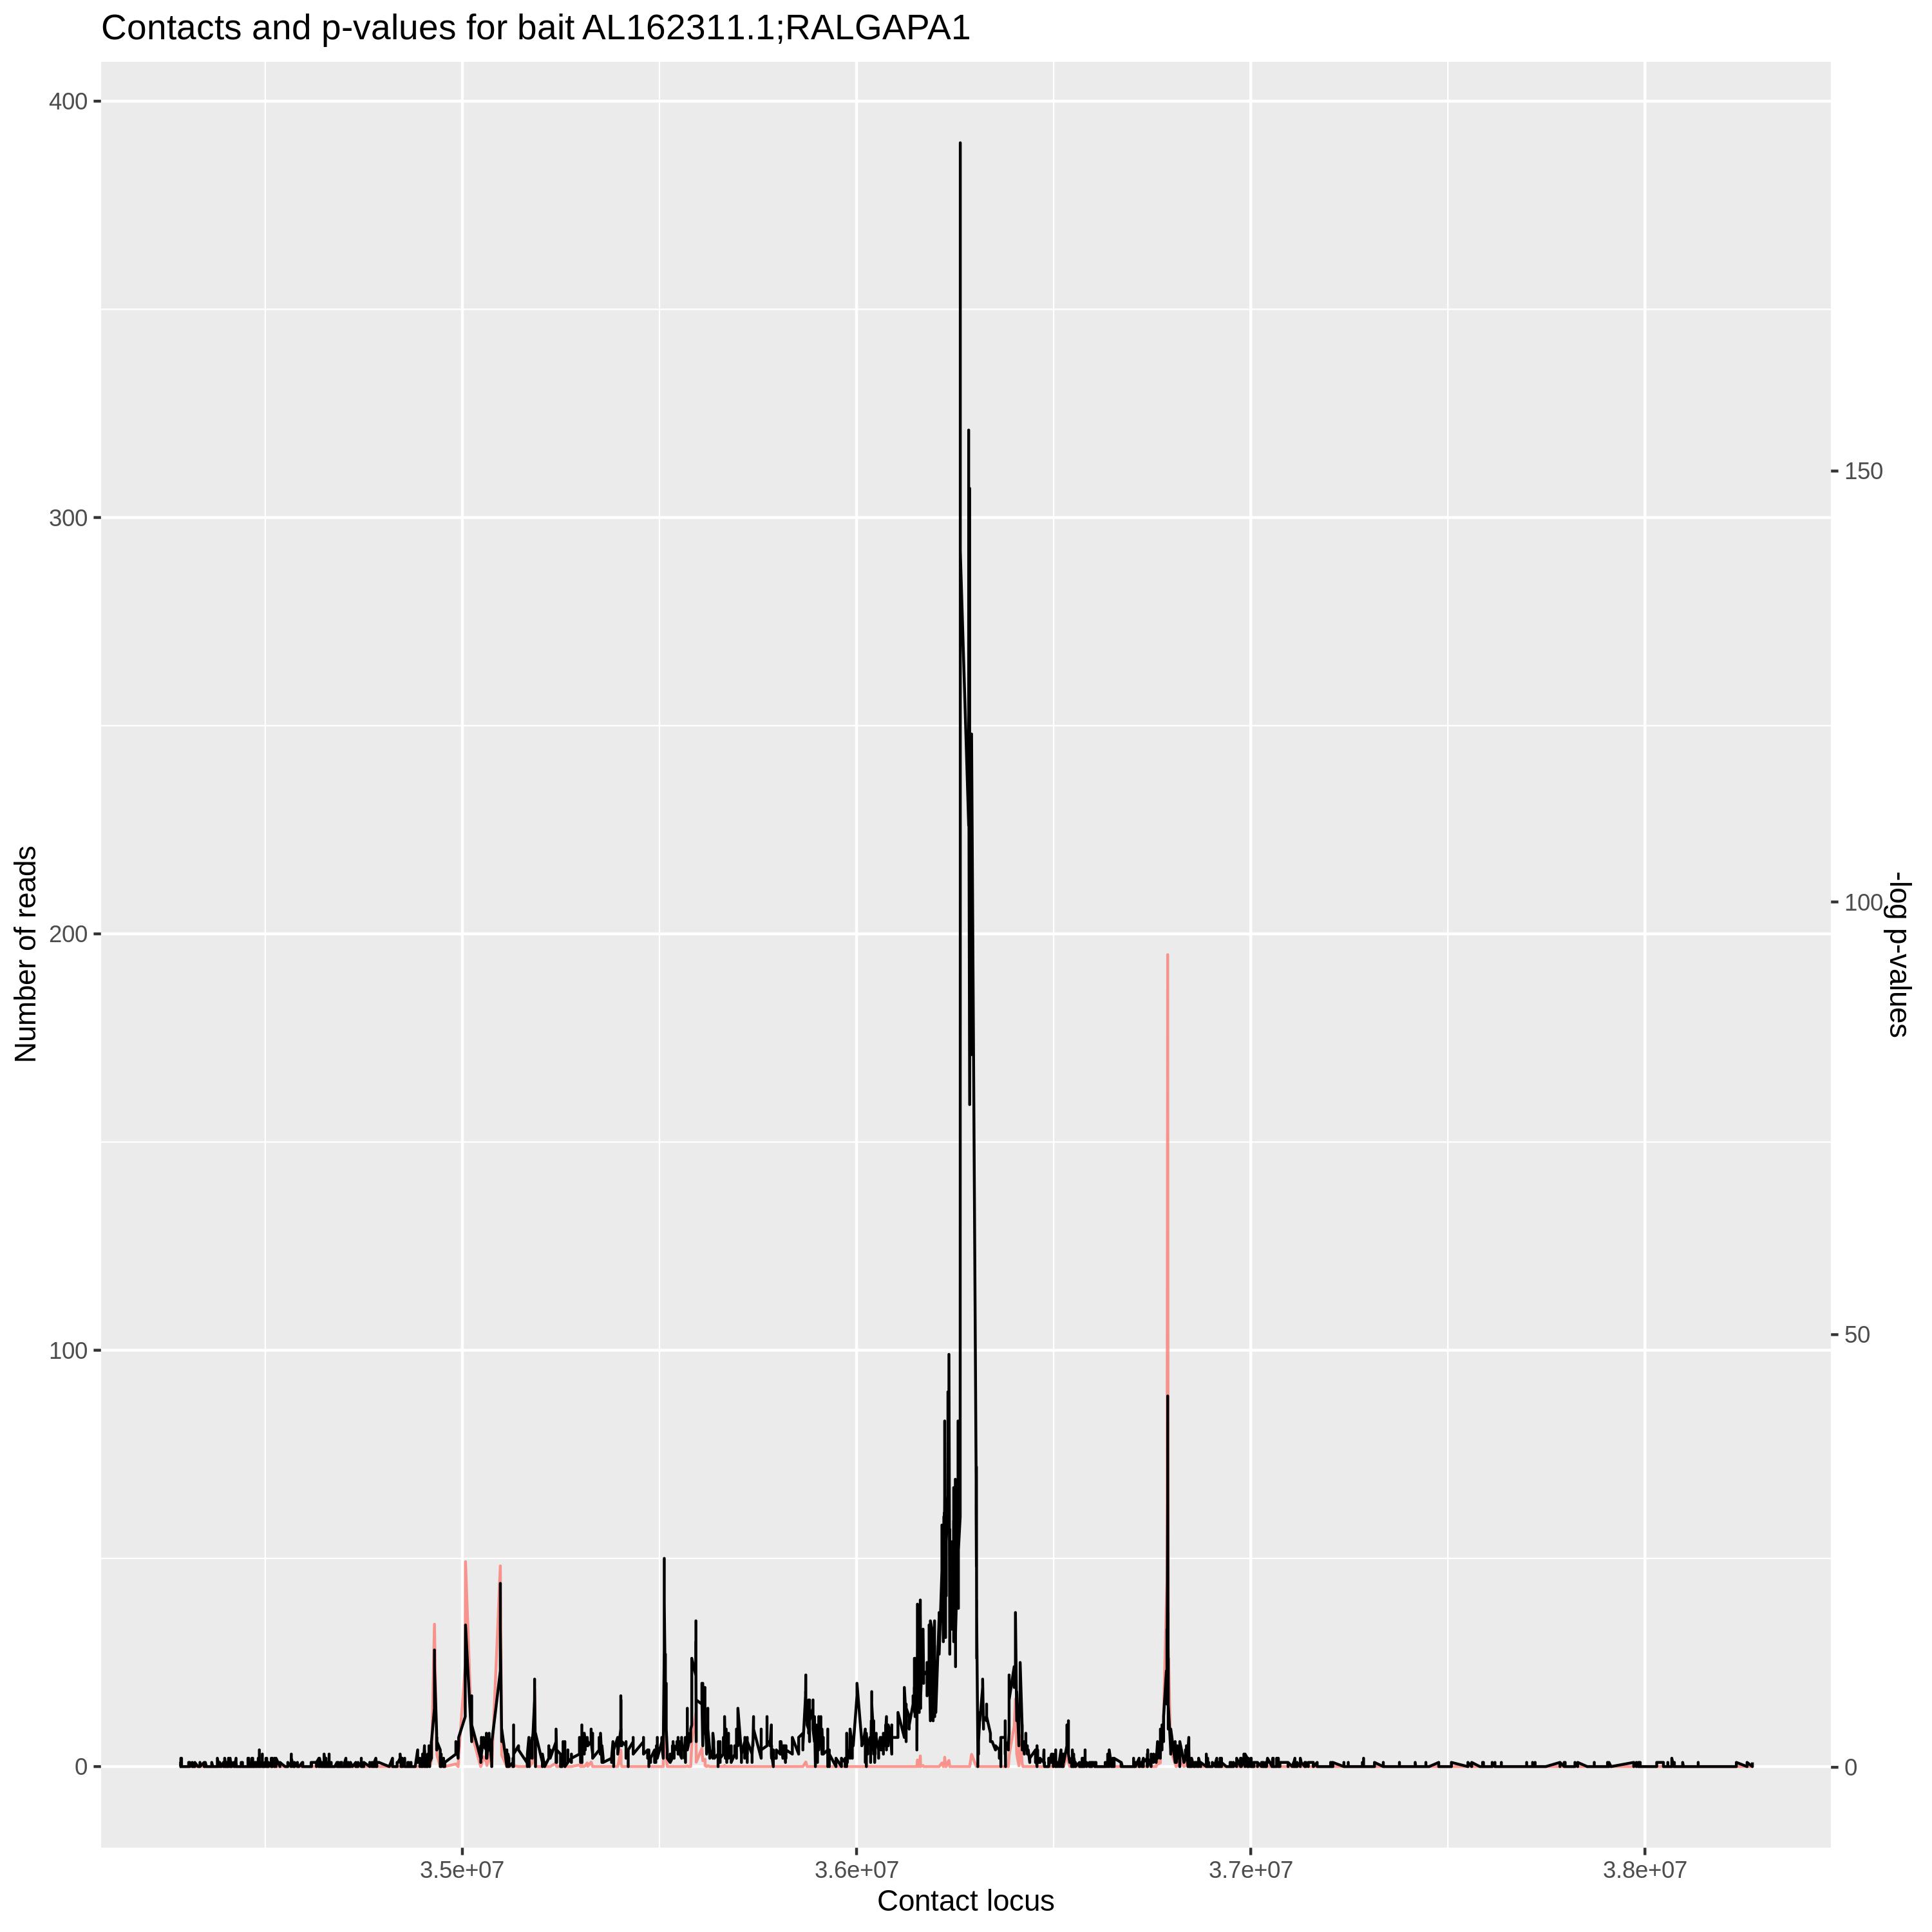 Contacts and p-values for bait AL162311.1;RALGAPA1
400
300
200
100
0
Number of reads
150
100
50
0
-log p-values
3.5e+07
3.6e+07
3.7e+07
3.8e+07
Contact locus